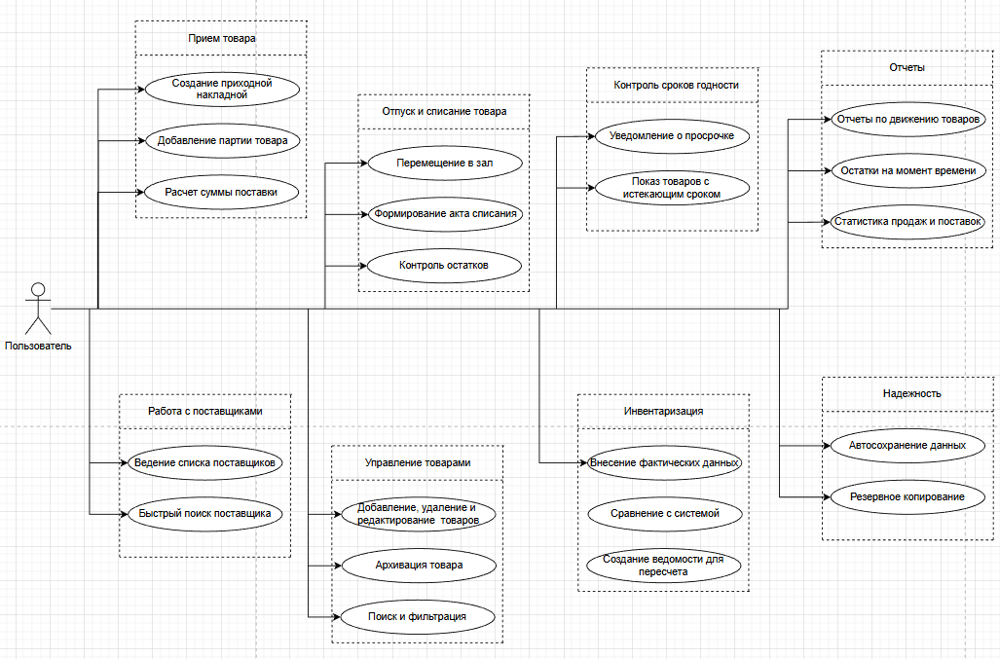 Прием товара
Создание приходной
накладной
Добавление партии товара
Расчет суммы поставки
Отпуск и списание товара
Перемещение в зал
Формирование акта списания
Контроль остатков
Контроль сроков годности
Уведомление о просрочке
Показ товаров с
истекающим сроком
Отчеты
Отчеты по движению товаров
Остатки на момент времени
Статистика продаж и поставок
Пользователь
Работа с поставщиками
Ведение списка поставщиков
Быстрый поиск поставщика
Управление товарами
Добавление, удаление и
редактирование товаров
Архивация товара
Поиск и фильтрация
Инвентаризация
Внесение фактических данных
Сравнение с системой
Создание ведомости для
пересчета
Надежность
Автосохранение данных
Резервное копирование